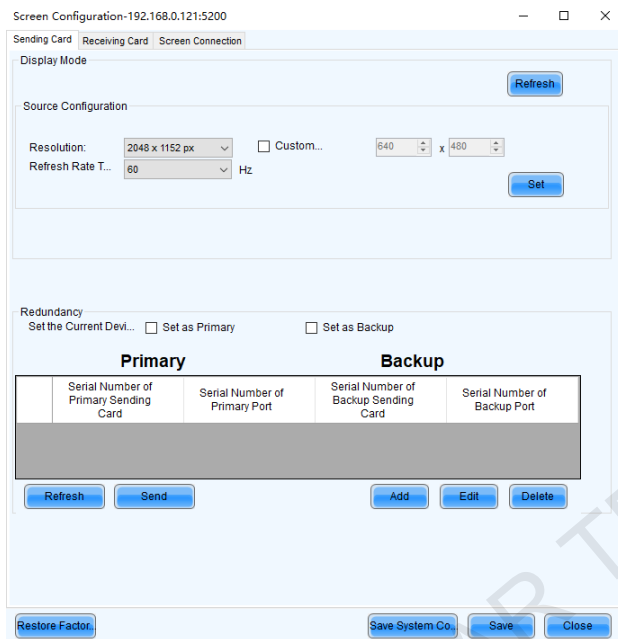 Screen Configuration-192.168.0.121:5200
Sending Card Receiving Card Screen Connection
Display Mode
Refresh
Source Configuration
Resolution: 2048 x 1152 px Custom... 640 x 480
Refresh Rate T... 60 Hz
Set
Redundancy
Set the Current Devi... Set as Primary Set as Backup
Primary Backup
Serial Number of Primary Sending Card Serial Number of Primary Port Serial Number of Backup Sending Card Serial Number of Backup Port
Refresh Send Add Edit Delete
Restore Factor... Save System Co... Save Close